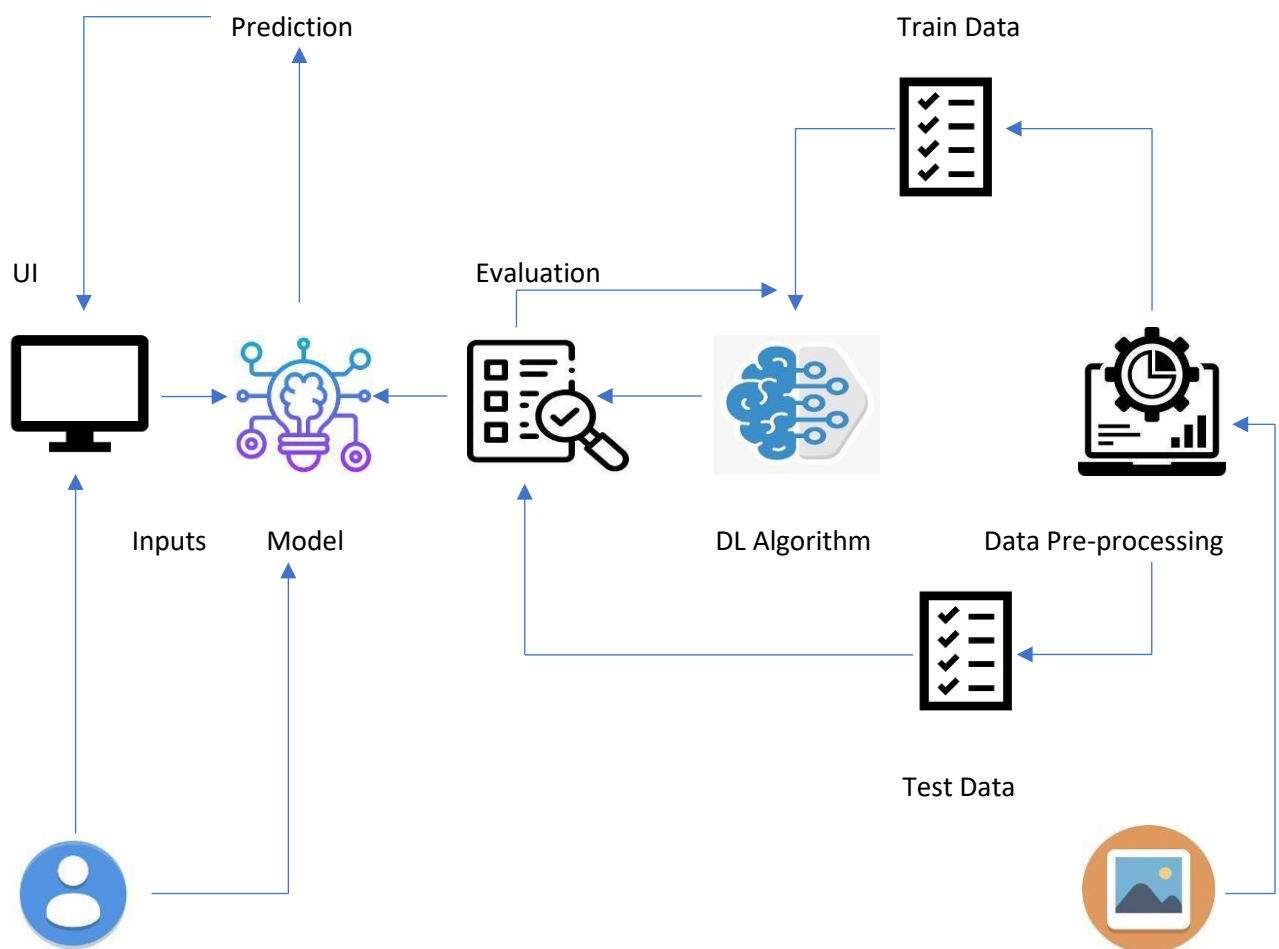 Prediction
Train Data
UI
Evaluation
Inputs
Model
DL Algorithm
Data Pre-processing
Test Data